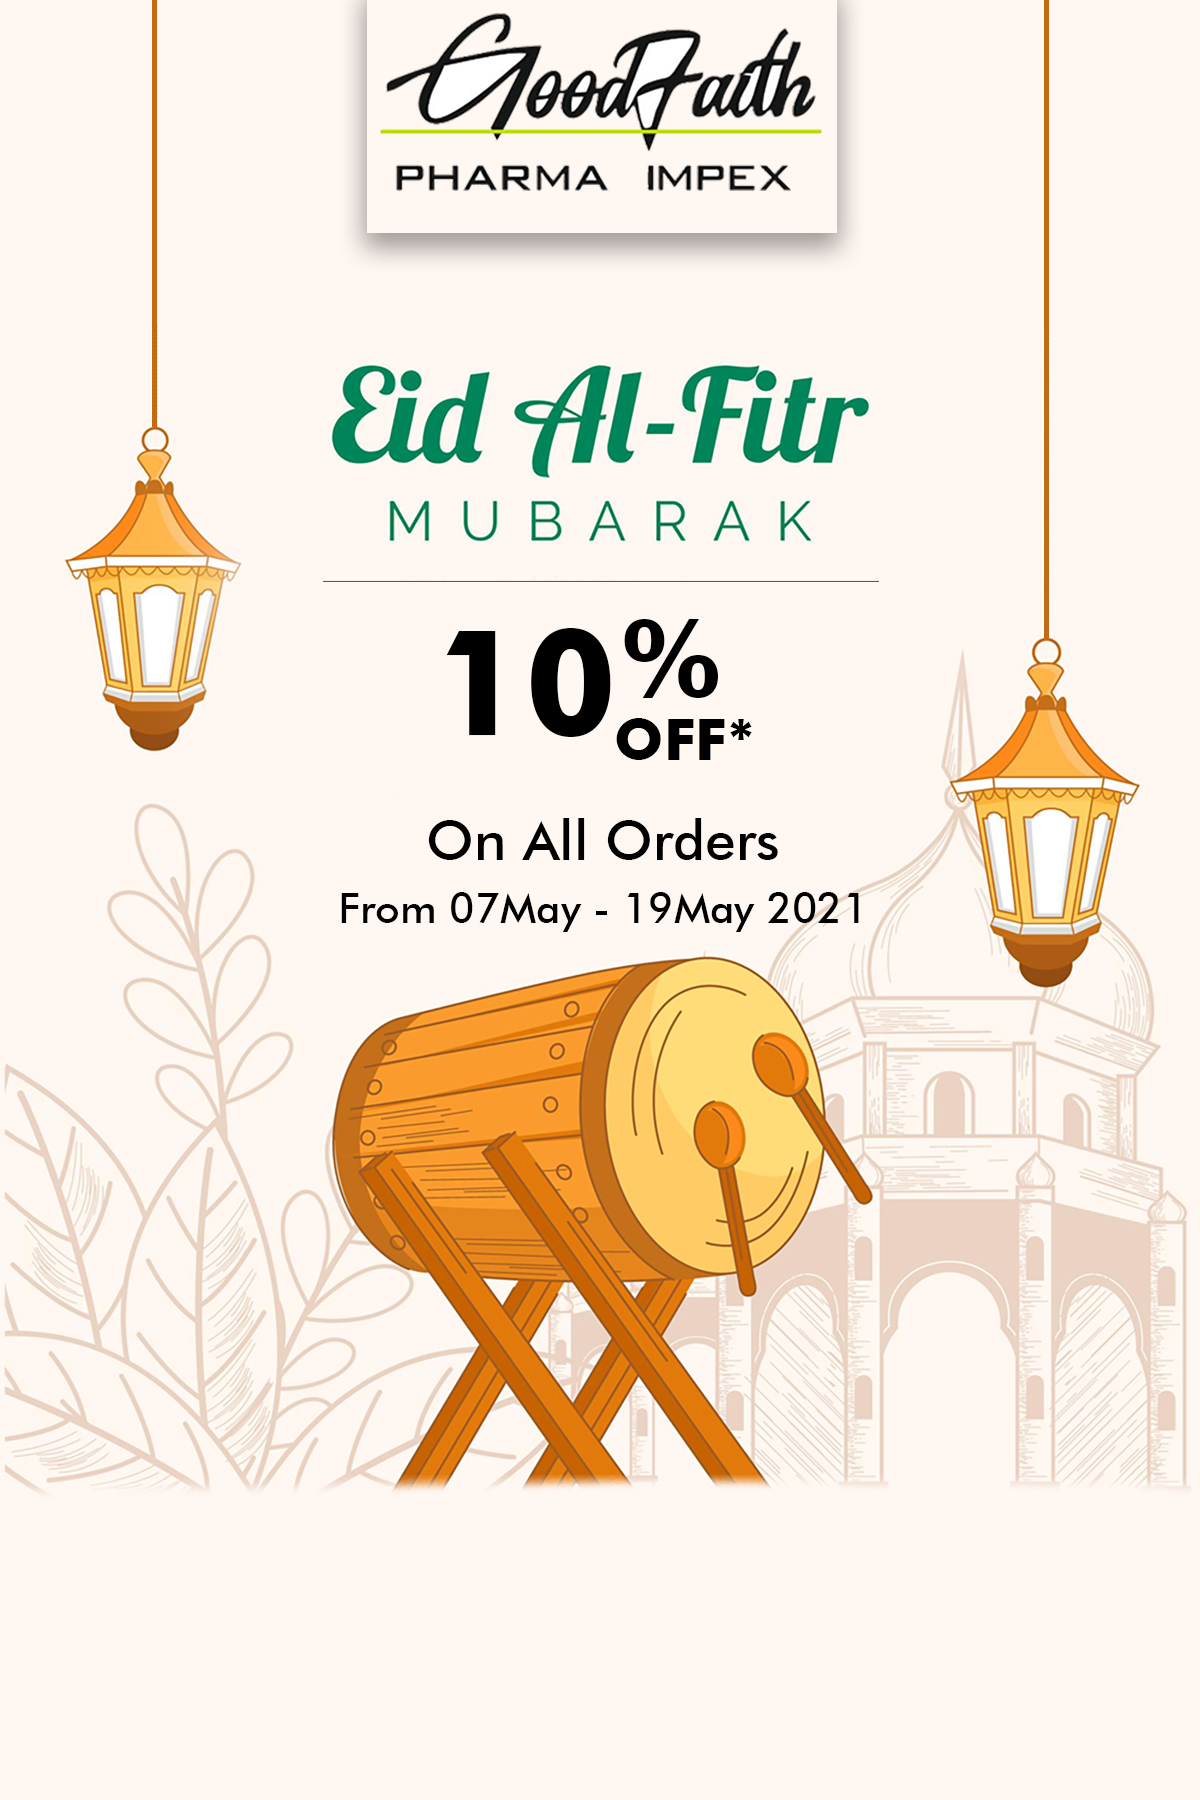 GoodFaith
PHARMA IMPEX
Eid Al-Fitr
MUBARAK
10%
OFF*
On All Orders
From 07May - 19May 2021